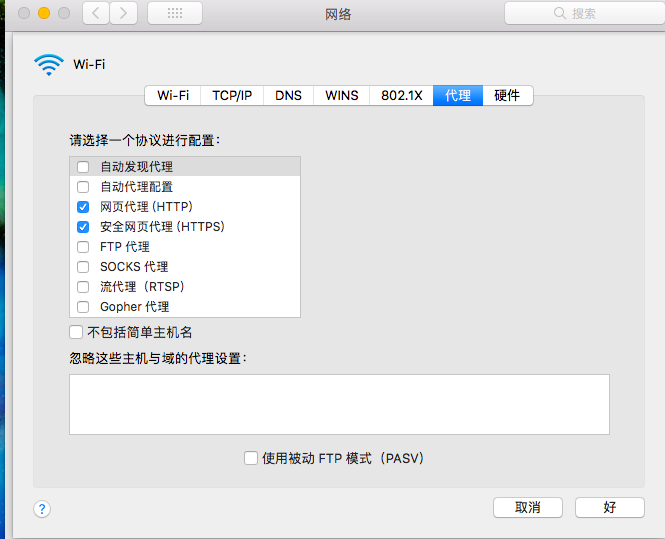 网络
搜索
Wi-Fi
Wi-Fi TCP/IP DNS WINS 802.1X 代理 硬件
请选择一个协议进行配置：
自动发现代理
自动代理配置
网页代理 (HTTP)
安全网页代理 (HTTPS)
FTP 代理
SOCKS 代理
流代理（RTSP）
Gopher 代理
不包括简单主机名
忽略这些主机与域的代理设置：
使用被动 FTP 模式（PASV）
?
取消 好